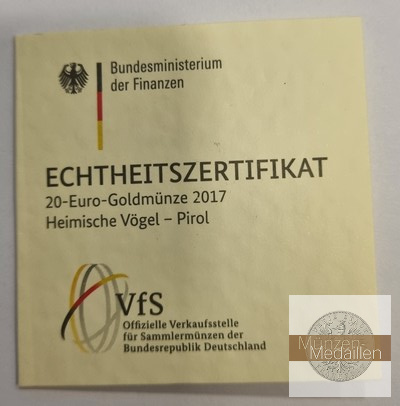 Bundesministerium
der Finanzen
ECHTHEITSZERTIFIKAT
20-Euro-Goldmünze 2017
Heimische Vögel – Pirol
VfS
Offizielle Verkaufsstelle
für Sammlermünzen der
Bundesrepublik Deutschland
Münzen-
Medaillen